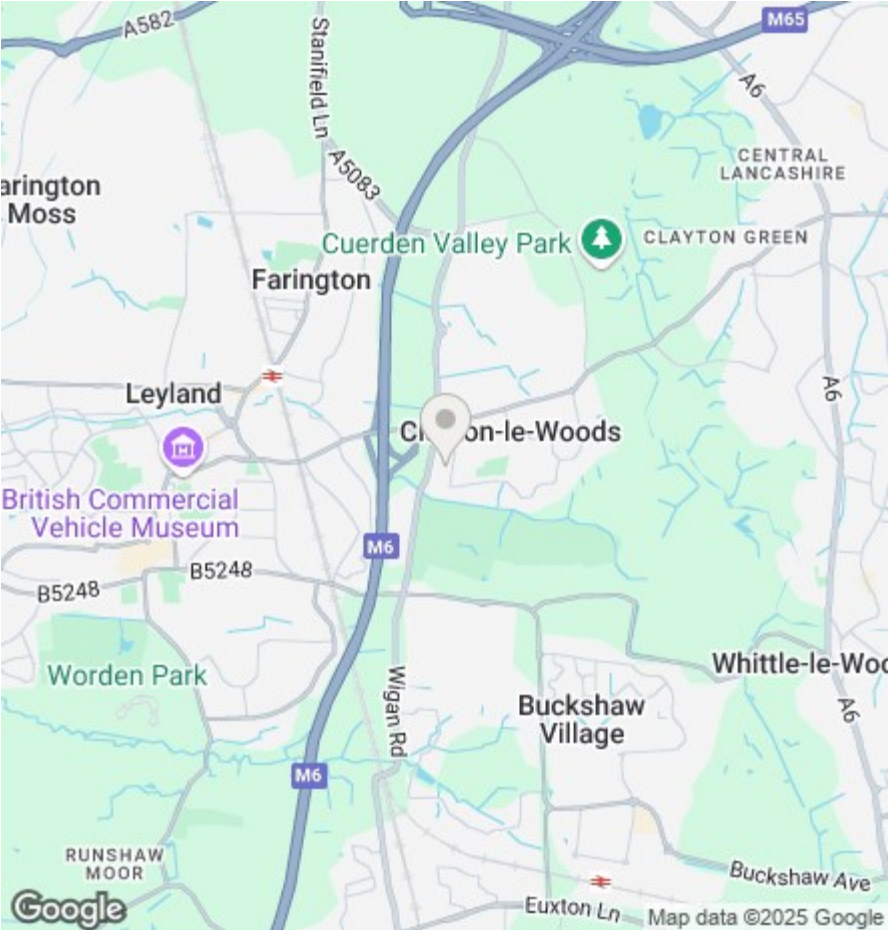 A582
Stanifield Ln
M65
A6
A5083
CENTRAL
LANCASHIRE
arington
Moss
Cuerden Valley Park
CLAYTON GREEN
Farington
Leyland
A6
on-le-Woods
British Commercial
Vehicle Museum
M6
B5248
B5248
Worden Park
Wigan Rd
Whittle-le-Woo
Buckshaw
Village
A6
M6
RUNSHAW
MOOR
Buckshaw Ave
Euxton Ln
Google
Map data ©2025 Google